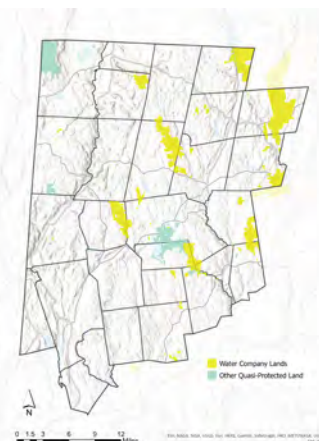 Water Company Lands
Other Quasi-Protected Land
N
0 1.5 3 6 9 12
Miles